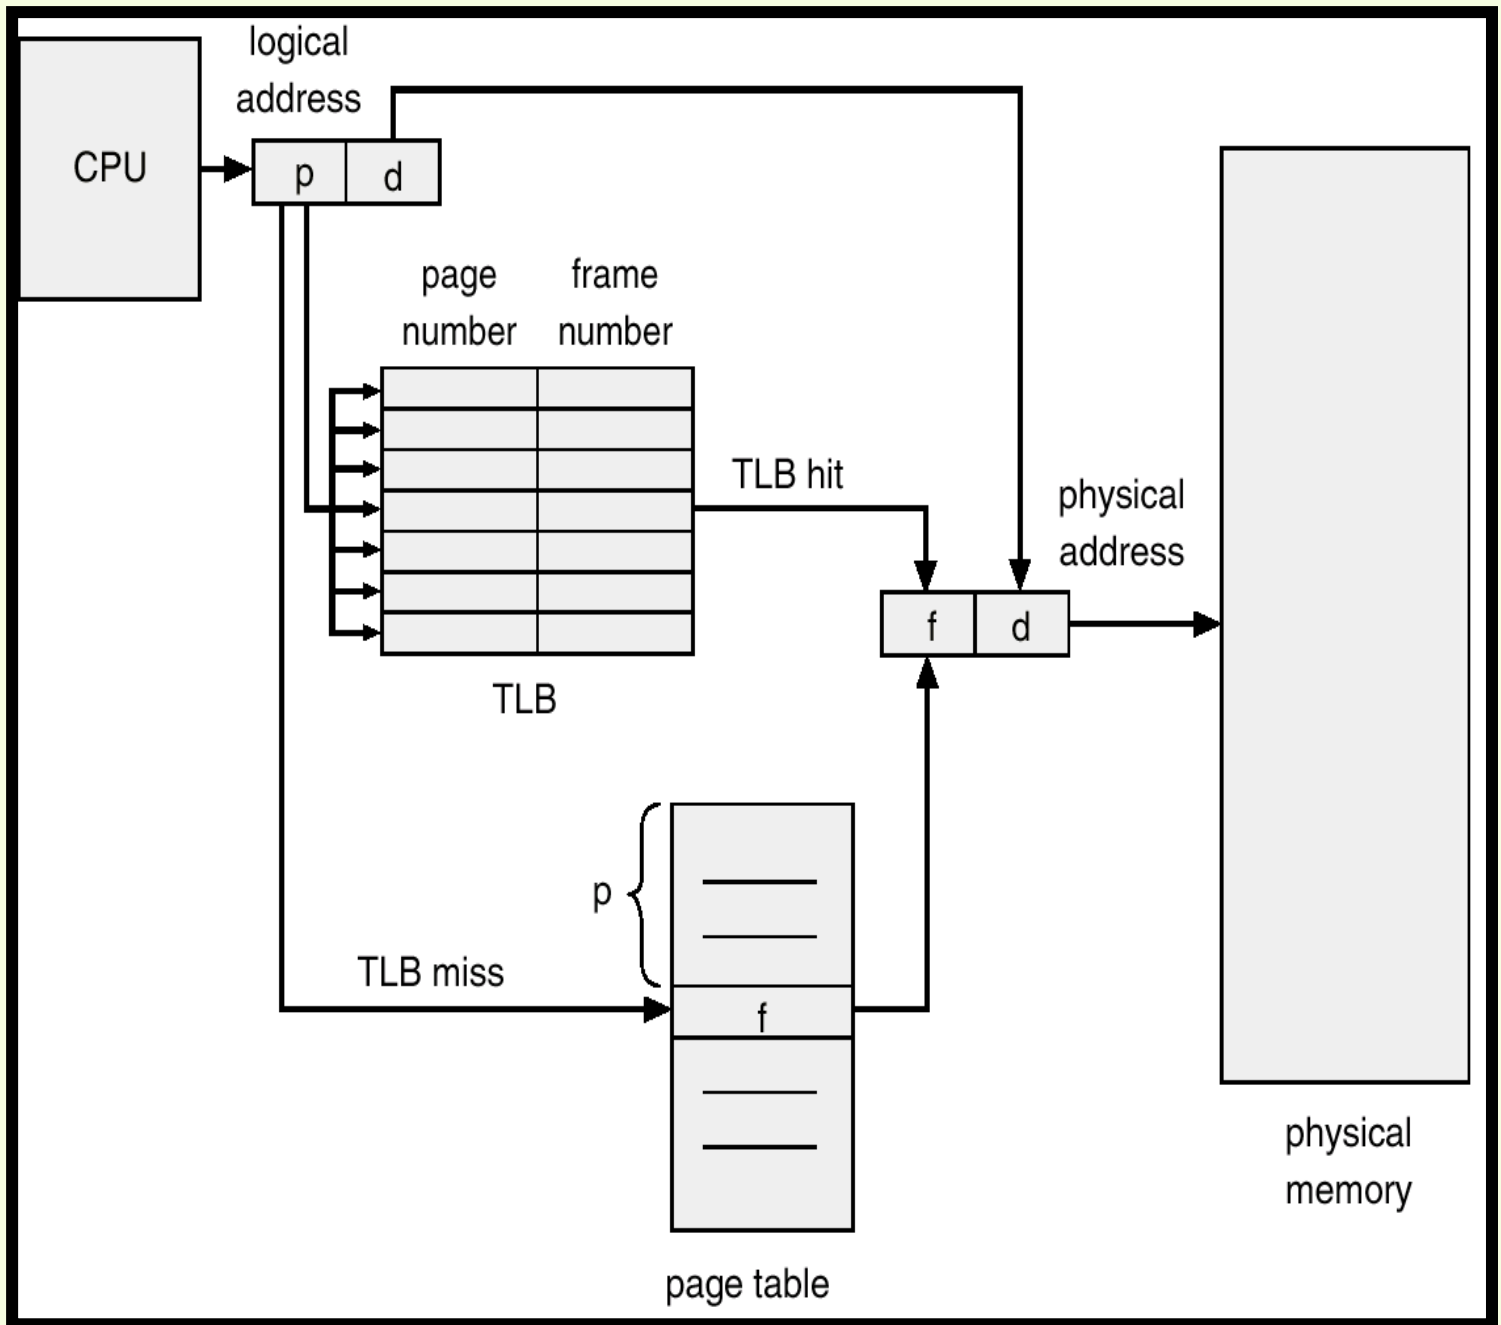 logical
address
CPU
p
d
page
number
frame
number
TLB hit
physical
address
f
d
TLB
p
TLB miss
f
physical
memory
page table